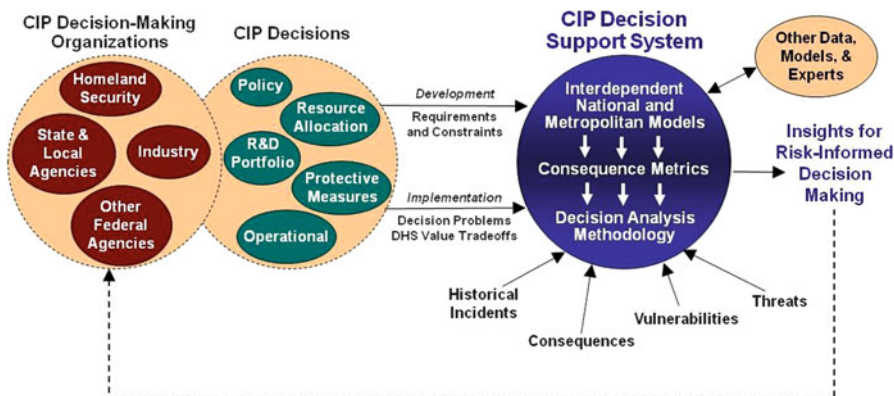 CIP Decision-Making
Organizations
Homeland
Security
State &
Local
Agencies
Industry
Other
Federal
Agencies
CIP Decisions
Policy
Resource
Allocation
R&D
Portfolio
Protective
Measures
Operational
Development
Requirements
and Constraints
Implementation
Decision Problems
DHS Value Tradeoffs
CIP Decision
Support System
Interdependent
National and
Metropolitan Models
Consequence Metrics
Decision Analysis
Methodology
Other Data,
Models, &
Experts
Insights for
Risk-Informed
Decision
Making
Historical
Incidents
Consequences
Vulnerabilities
Threats